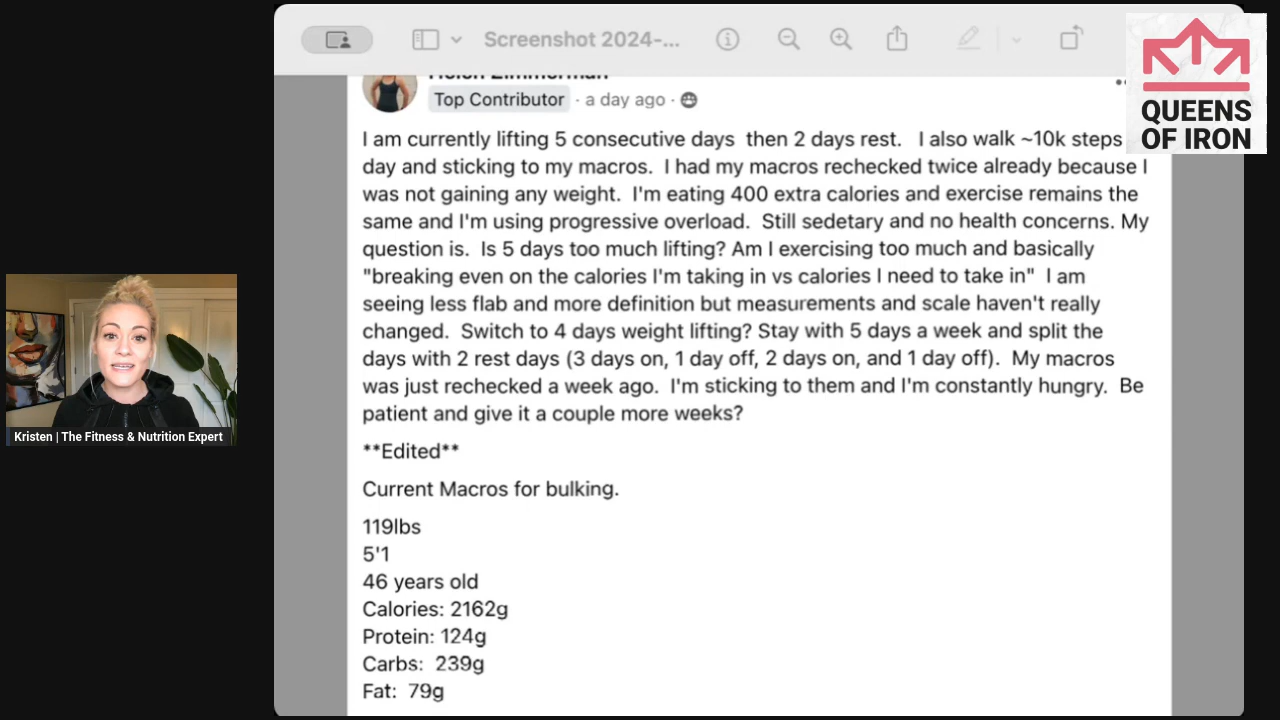 Screenshot 2024-...
QUEENS
OF IRON
Helen Zimmerman
Top Contributor · a day ago ·
I am currently lifting 5 consecutive days  then 2 days rest.   I also walk ~10k steps
day and sticking to my macros.  I had my macros rechecked twice already because I
was not gaining any weight.  I'm eating 400 extra calories and exercise remains the
same and I'm using progressive overload.  Still sedetary and no health concerns. My
question is.  Is 5 days too much lifting? Am I exercising too much and basically
"breaking even on the calories I'm taking in vs calories I need to take in"  I am
seeing less flab and more definition but measurements and scale haven't really
changed.  Switch to 4 days weight lifting? Stay with 5 days a week and split the
days with 2 rest days (3 days on, 1 day off, 2 days on, and 1 day off).  My macros
was just rechecked a week ago.  I'm sticking to them and I'm constantly hungry.  Be
patient and give it a couple more weeks?
**Edited**
Current Macros for bulking.
119lbs
5'1
46 years old
Calories: 2162g
Protein: 124g
Carbs:  239g
Fat:  79g
Kristen | The Fitness & Nutrition Expert